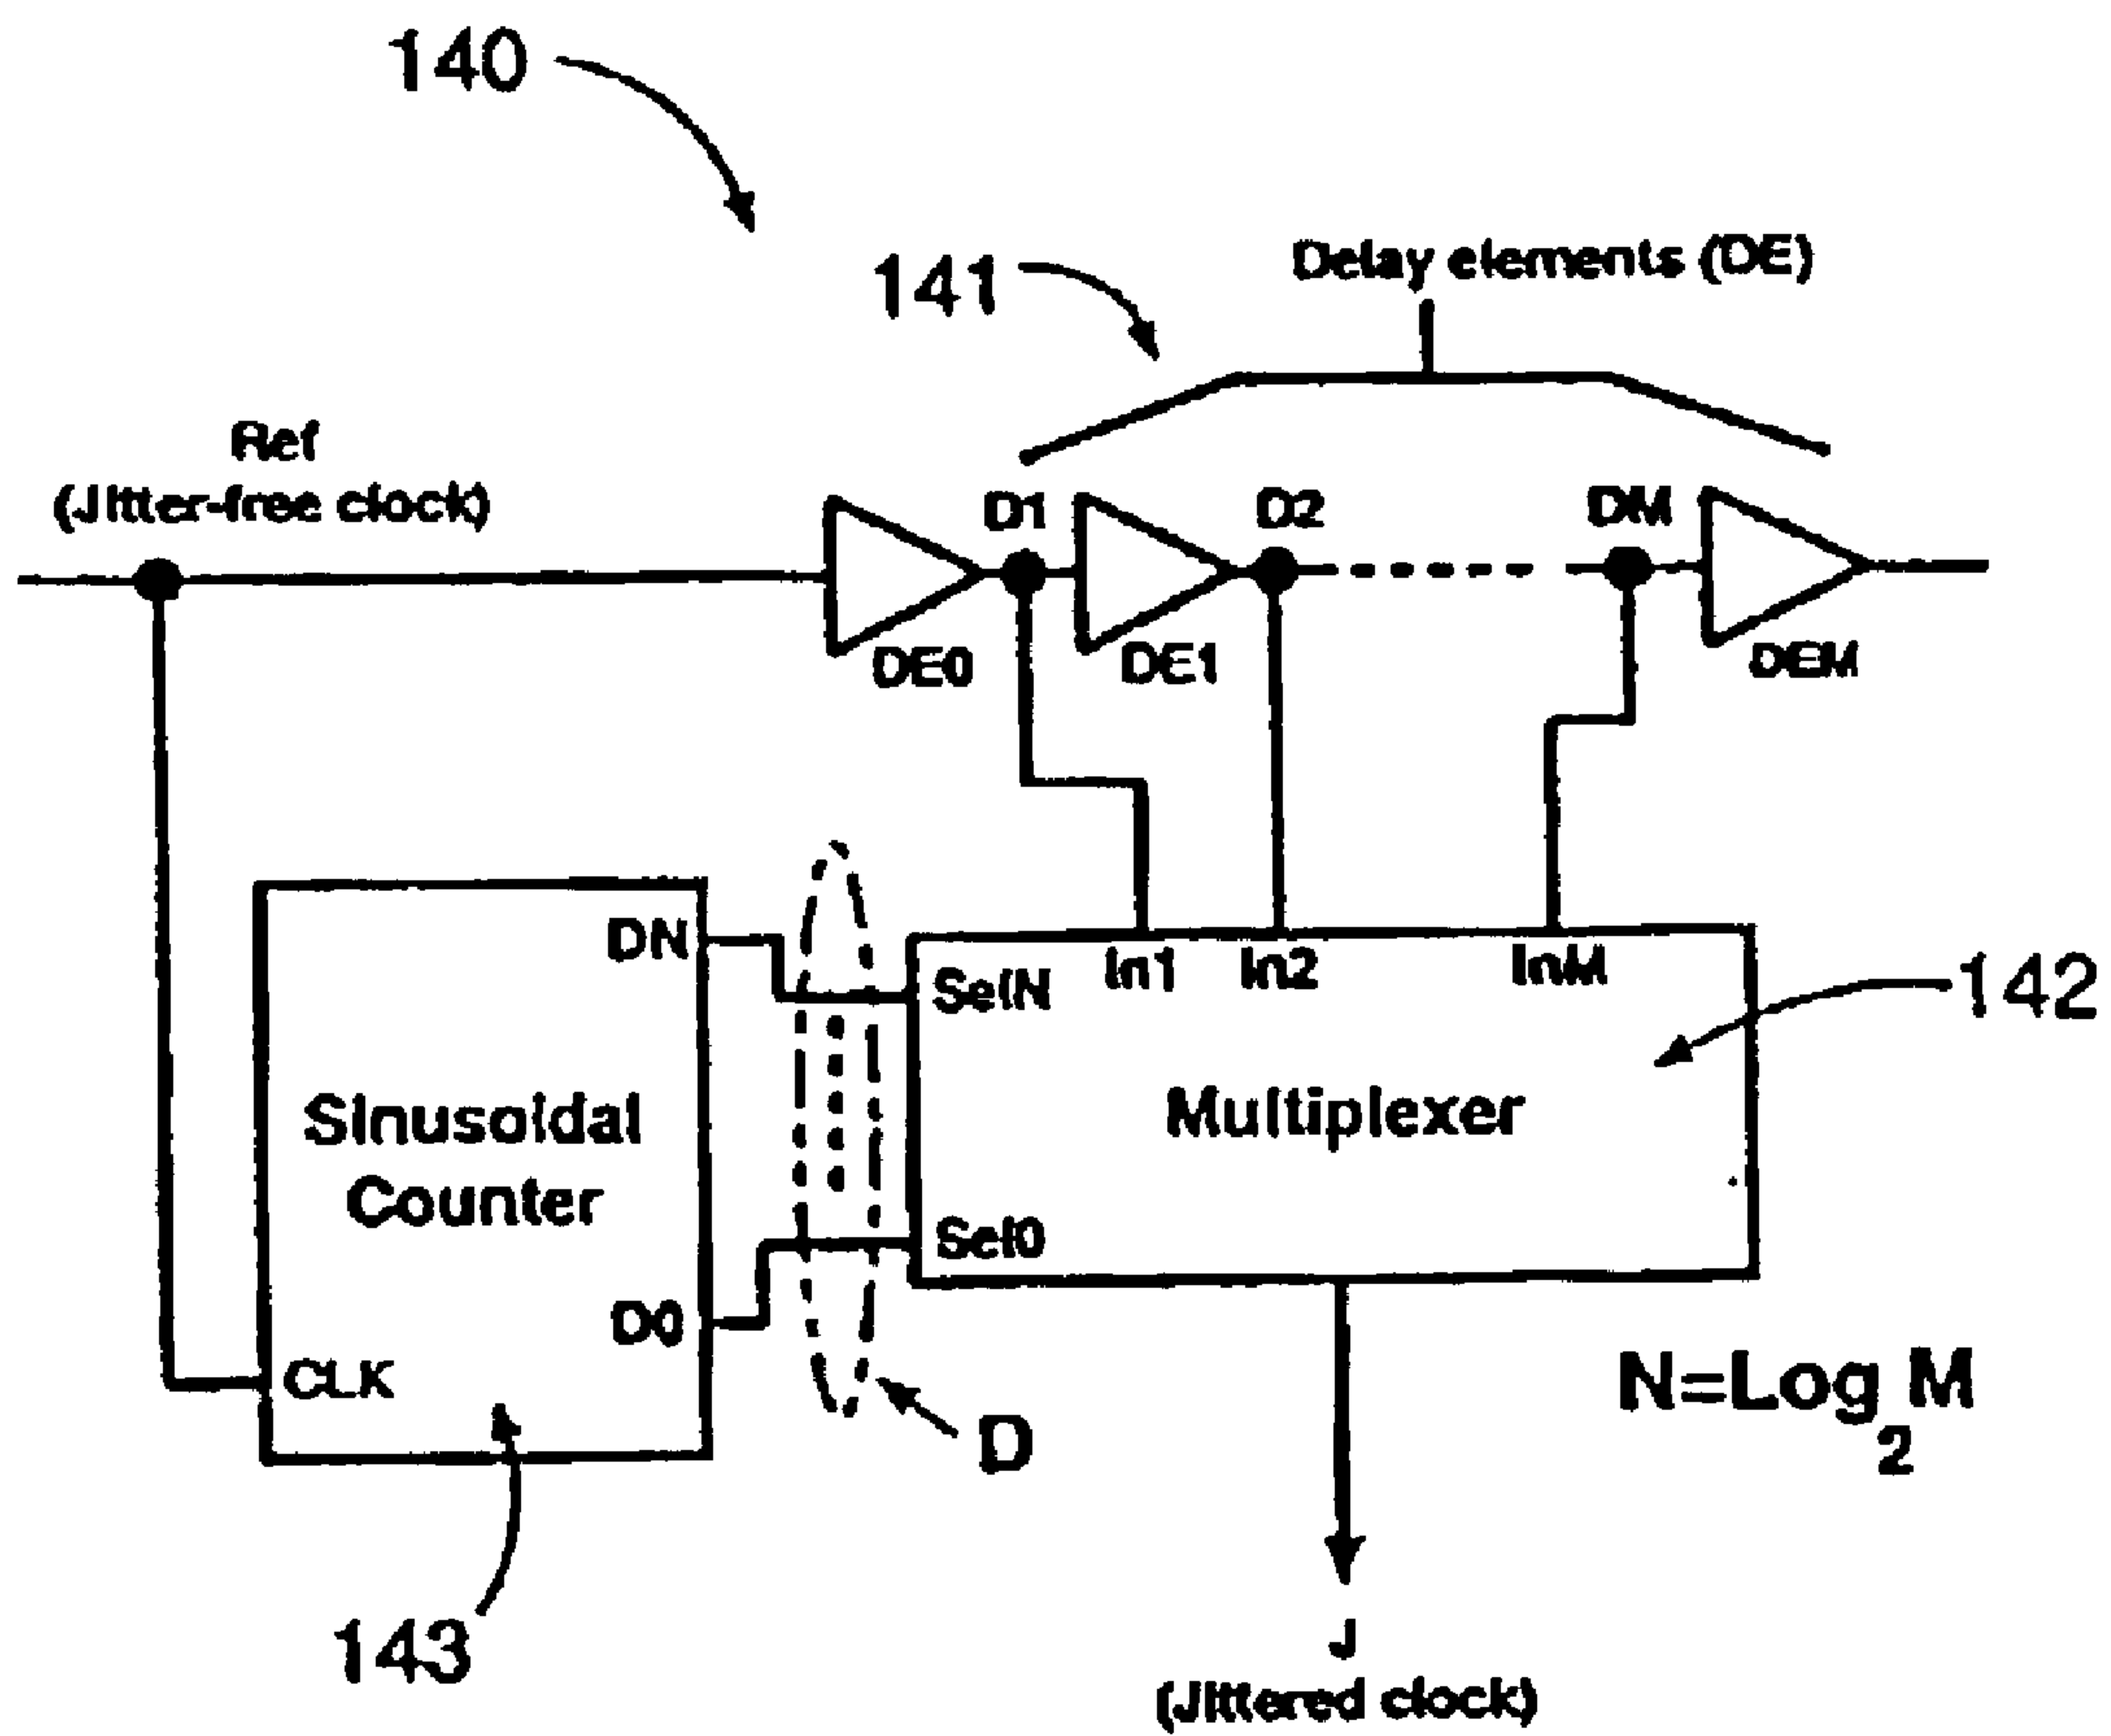 140
141
Delay elements (DE)
Ref
(Jitter-free clock)
D1
D2
DM
DE0
DE1
DEM
DN
SelN
In1
In2
InM
142
Sinusoidal
Counter
Multiplexer
Sel0
D0
CLK
D
N=Log2M
143
J
(Jittered clock)